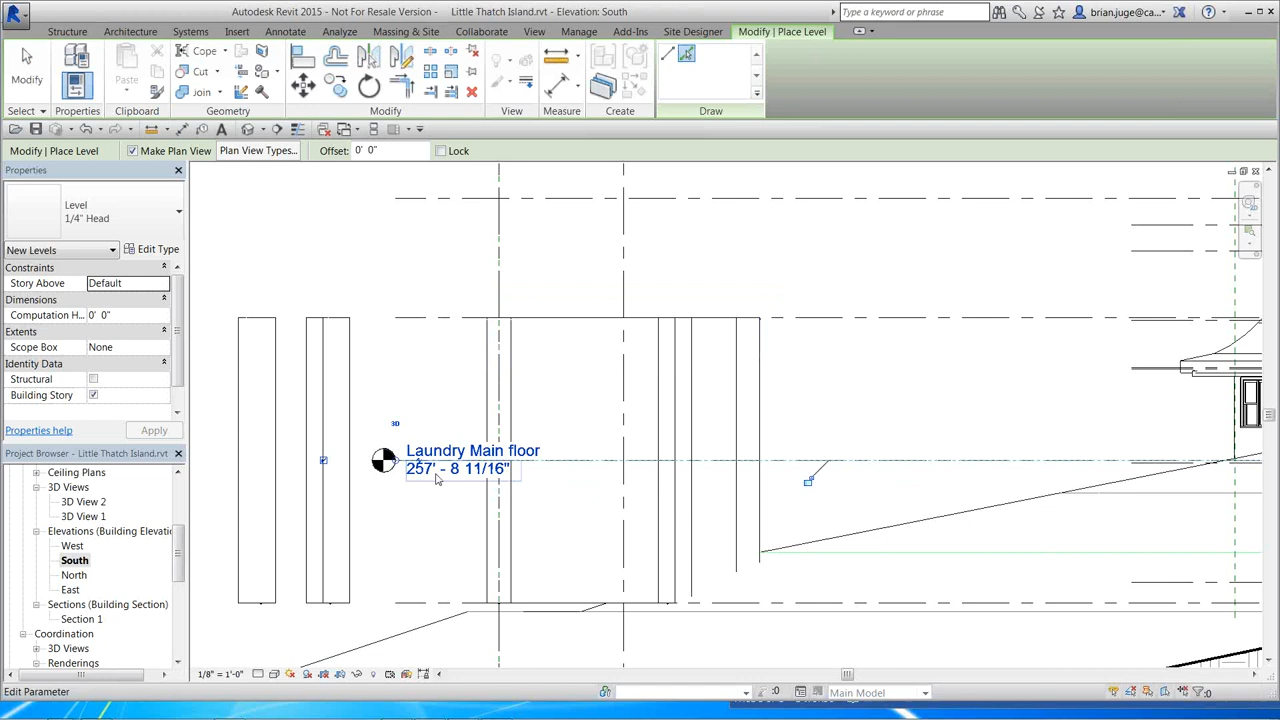 Autodesk Revit 2015 - Not For Resale Version - Little Thatch Island.rvt - Elevation: South
Type a keyword or phrase
brian.juge@ca...
Structure Architecture Systems Insert Annotate Analyze Massing & Site Collaborate View Manage Add-Ins Site Designer Modify | Place Level
Modify Paste Cope Cut Join
Select Properties Clipboard Geometry Modify View Measure Create Draw
Modify | Place Level Make Plan View Plan View Types... Offset: 0' 0" Lock
Properties
Level
1/4" Head
New Levels Edit Type
Constraints
Story Above Default
Dimensions
Computation H... 0' 0"
Extents
Scope Box None
Identity Data
Structural
Building Story
Properties help Apply
Project Browser - Little Thatch Island.rvt
Ceiling Plans
3D Views
3D View 2
3D View 1
Elevations (Building Elevatio
West
South
North
East
Sections (Building Section)
Section 1
Coordination
3D Views
Renderings
3D
Laundry Main floor
257' - 8 11/16"
1/8" = 1'-0"
Edit Parameter
:0 Main Model :0